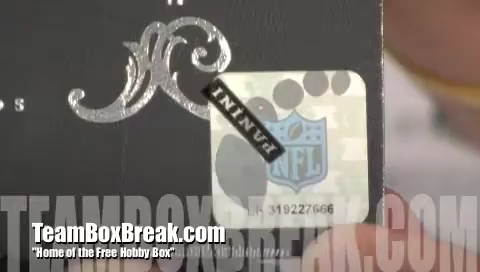 S
PANINI
NFL
319227666
TEAMBOXBREAK.COM
TeamBoxBreak.com
"Home of the Free Hobby Box"